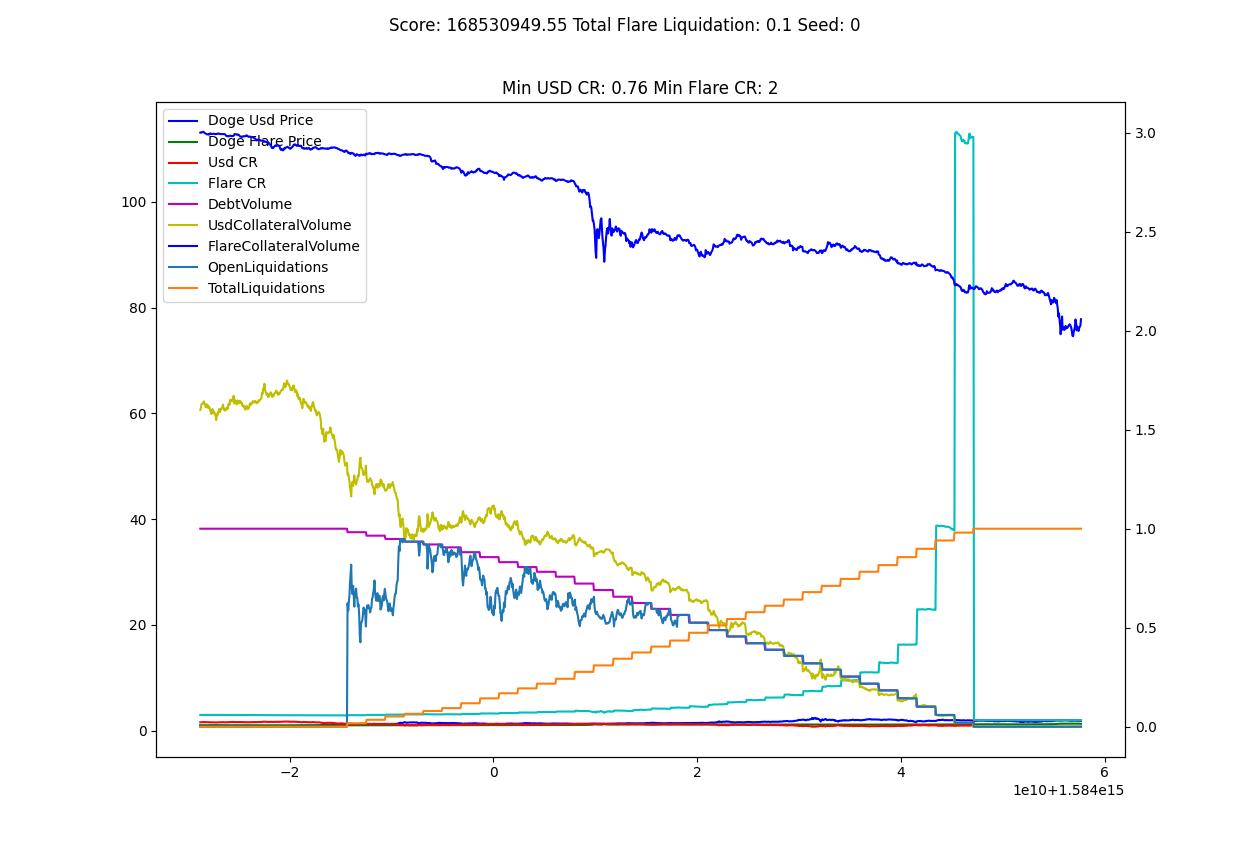 Score: 168530949.55 Total Flare Liquidation: 0.1 Seed: 0
Min USD CR: 0.76 Min Flare CR: 2
Doge Usd Price
Doge Flare Price
Usd CR
Flare CR
DebtVolume
UsdCollateralVolume
FlareCollateralVolume
OpenLiquidations
TotalLiquidations
100
80
60
40
20
0
3.0
2.5
2.0
1.5
1.0
0.5
0.0
−2 0 2 4 6
1e10+1.584e15